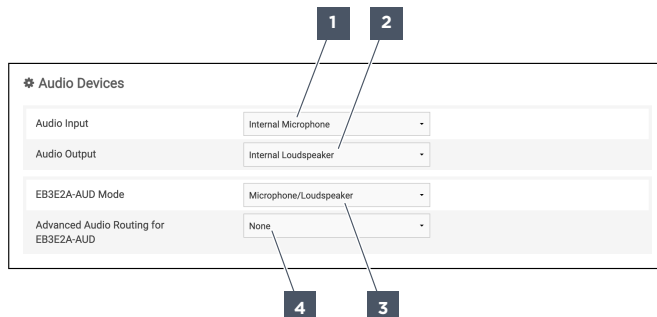 1 2
Audio Devices
Audio Input Internal Microphone
Audio Output Internal Loudspeaker
EB3E2A-AUD Mode Microphone/Loudspeaker
Advanced Audio Routing for None
EB3E2A-AUD
4 3